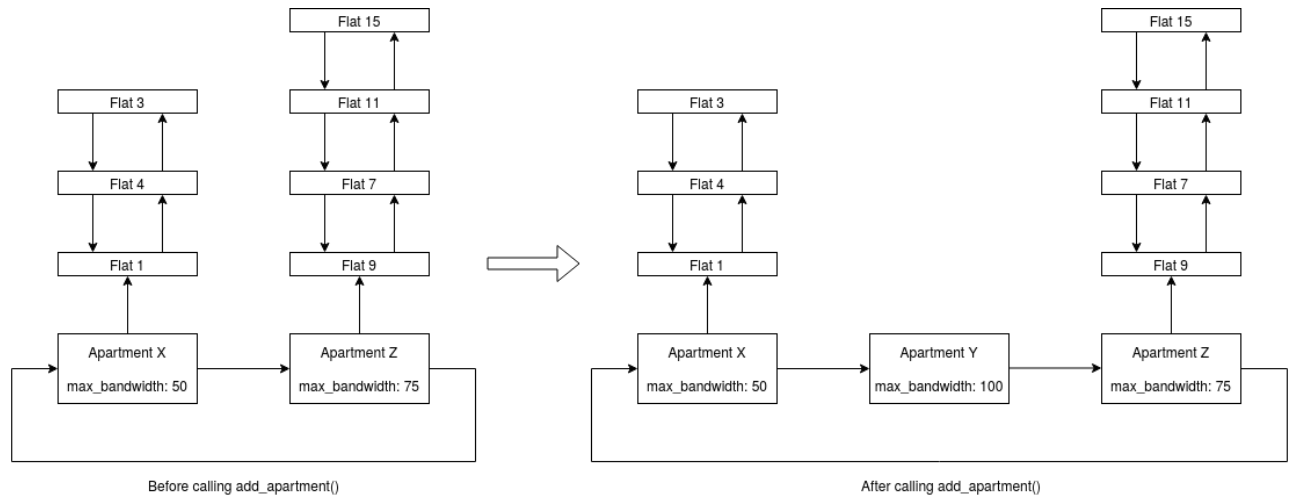 Flat 15
Flat 3
Flat 11
Flat 4
Flat 7
Flat 1
Flat 9
Apartment X
max_bandwidth: 50
Apartment Z
max_bandwidth: 75
Before calling add_apartment()
Flat 15
Flat 3
Flat 11
Flat 4
Flat 7
Flat 1
Flat 9
Apartment X
max_bandwidth: 50
Apartment Y
max_bandwidth: 100
Apartment Z
max_bandwidth: 75
After calling add_apartment()